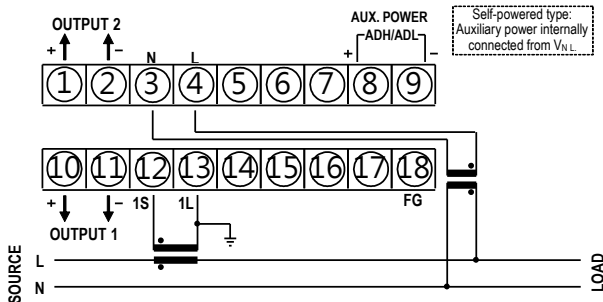 OUTPUT 2
AUX. POWER
Self-powered type:
Auxiliary power internally
connected from VN L.
+ − N L + ADH/ADL −
1 2 3 4 5 6 7 8 9
10 11 12 13 14 15 16 17 18
+ − 1S 1L FG
OUTPUT 1
SOURCE
L
N
LOAD